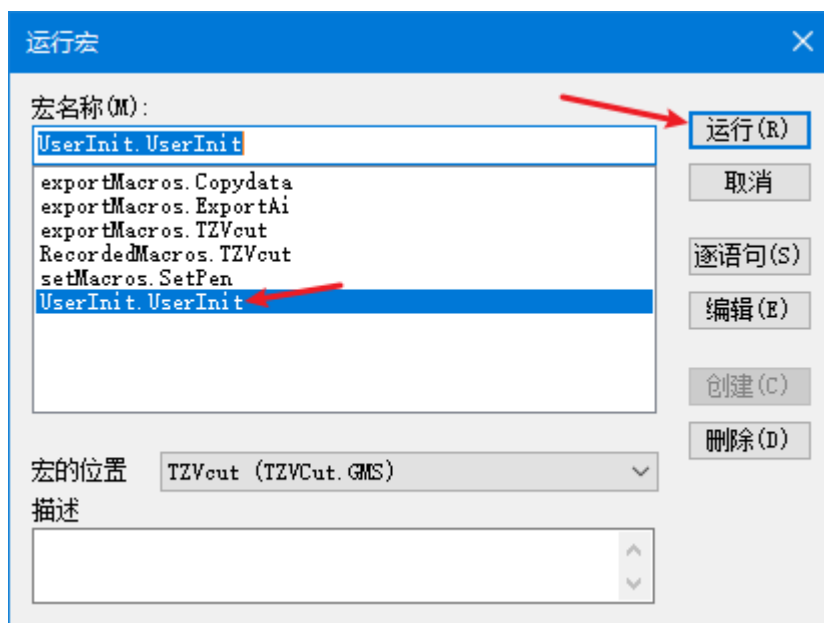 运行宏
宏名称(M):
UserInit.UserInit
exportMacros.Copydata
exportMacros.ExportAi
exportMacros.TZVcut
RecordedMacros.TZVcut
setMacros.SetPen
UserInit.UserInit
运行(R)
取消
逐语句(S)
编辑(E)
创建(C)
删除(D)
宏的位置
TZVcut (TZVCut.GMS)
描述